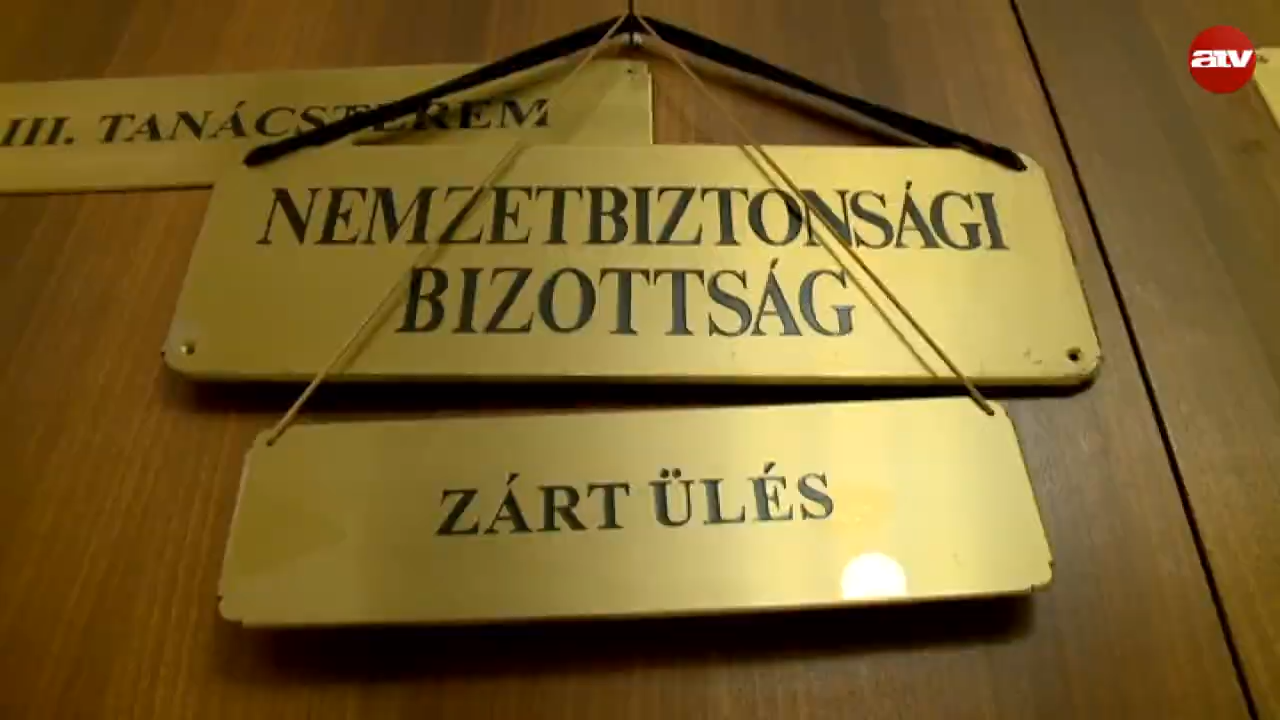 atv
III. TANÁCSTEREM
NEMZETBIZTONSÁGI
BIZOTTSÁG
ZÁRT ÜLÉS